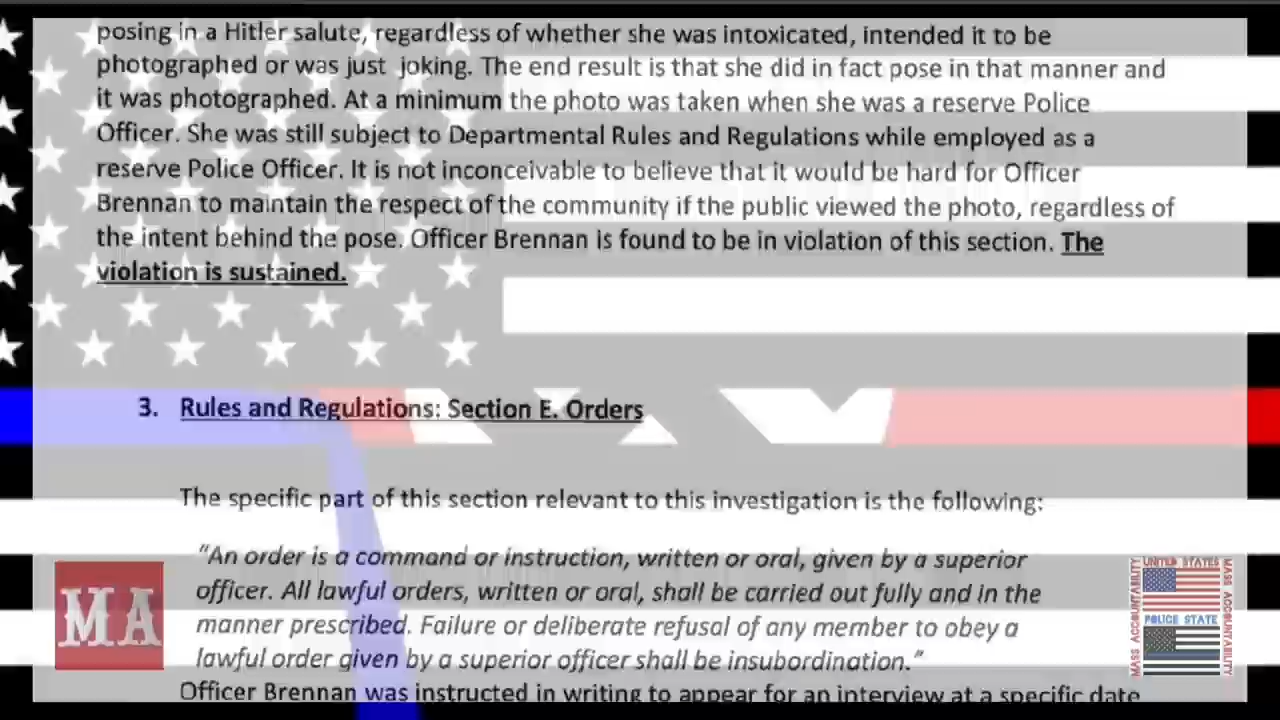 posing in a Hitler salute, regardless of whether she was intoxicated, intended it to be
photographed or was just joking. The end result is that she did in fact pose in that manner and
it was photographed. At a minimum the photo was taken when she was a reserve Police
Officer. She was still subject to Departmental Rules and Regulations while employed as a
reserve Police Officer. It is not inconceivable to believe that it would be hard for Officer
Brennan to maintain the respect of the community if the public viewed the photo, regardless of
the intent behind the pose. Officer Brennan is found to be in violation of this section. The
violation is sustained.
3. Rules and Regulations: Section E. Orders
The specific part of this section relevant to this investigation is the following:
"An order is a command or instruction, written or oral, given by a superior
officer. All lawful orders, written or oral, shall be carried out fully and in the
manner prescribed. Failure or deliberate refusal of any member to obey a
lawful order given by a superior officer shall be insubordination."
Officer Brennan was instructed in writing to appear for an interview at a specific date
MA
UNITED STATES
MASS ACCOUNTABILITY
POLICE STATE
MASS ACCOUNTABILITY